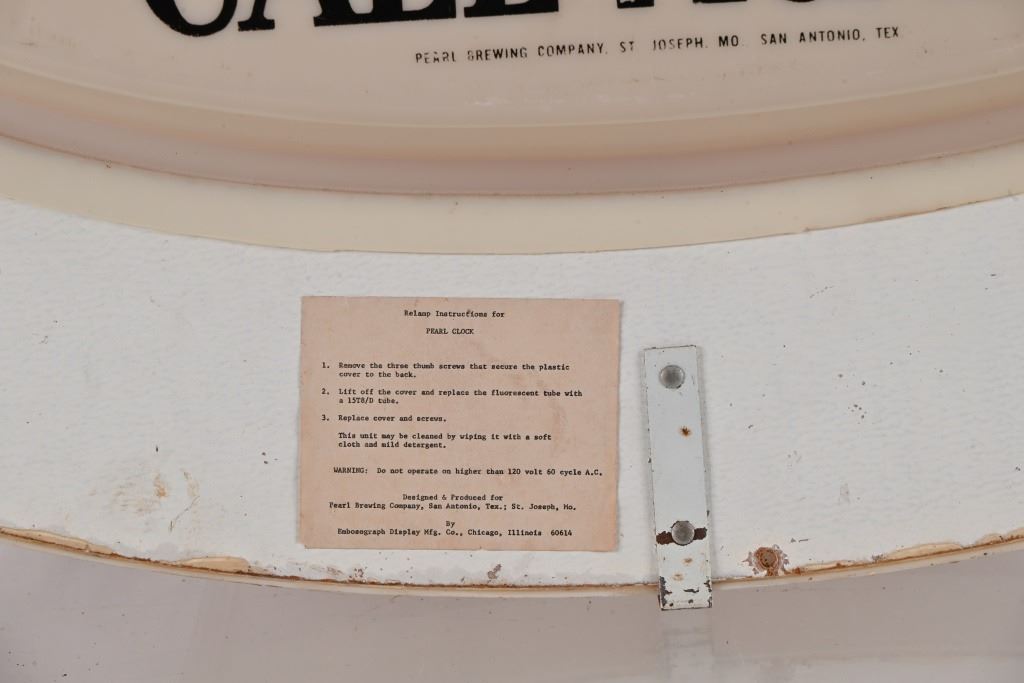 PEARL BREWING COMPANY, ST. JOSEPH, MO. SAN ANTONIO, TEX
Relamp Instructions for
PEARL CLOCK
1. Remove the three thumb screws that secure the plastic
cover to the back.
2. Lift off the cover and replace the fluorescent tube with
a 15T8/D tube.
3. Replace cover and screws.
This unit may be cleaned by wiping it with a soft
cloth and mild detergent.
WARNING: Do not operate on higher than 120 volt 60 cycle A.C.
Designed & Produced for
Pearl Brewing Company, San Antonio, Tex.; St. Joseph, Mo.
By
Embosograph Display Mfg. Co., Chicago, Illinois 60614